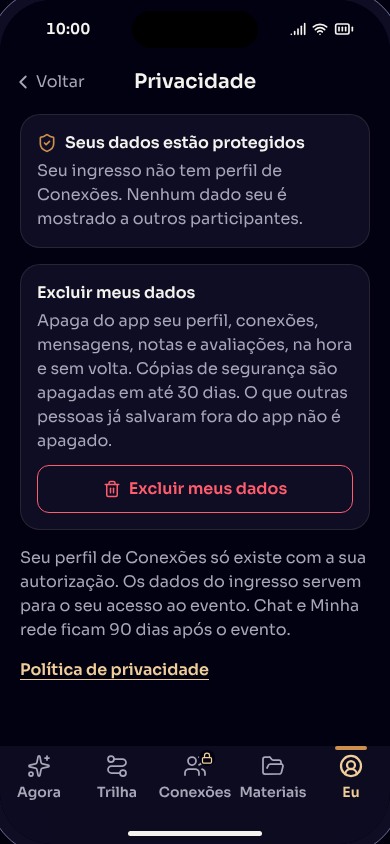 10:00
Voltar
Privacidade
Seus dados estão protegidos
Seu ingresso não tem perfil de
Conexões. Nenhum dado seu é
mostrado a outros participantes.
Excluir meus dados
Apaga do app seu perfil, conexões,
mensagens, notas e avaliações, na hora
e sem volta. Cópias de segurança são
apagadas em até 30 dias. O que outras
pessoas já salvaram fora do app não é
apagado.
Excluir meus dados
Seu perfil de Conexões só existe com a sua
autorização. Os dados do ingresso servem
para o seu acesso ao evento. Chat e Minha
rede ficam 90 dias após o evento.
Política de privacidade
Agora
Trilha
Conexões
Materiais
Eu